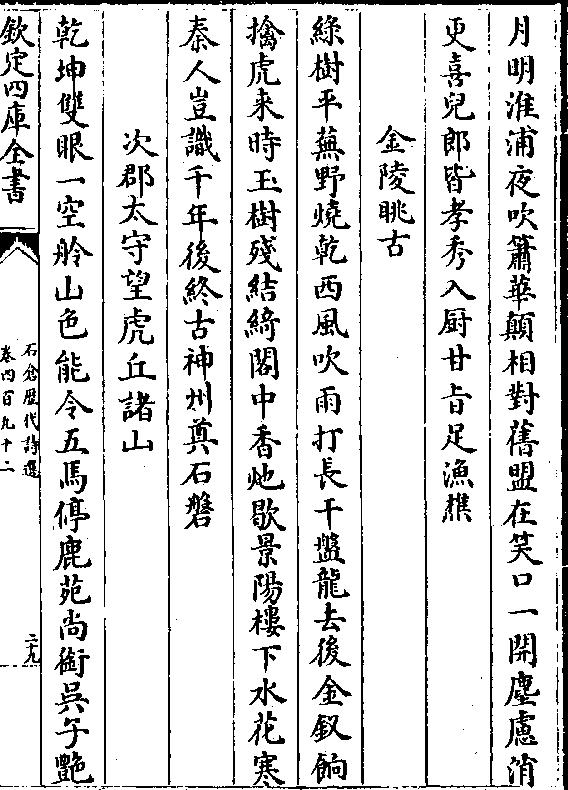 月明淮浦夜吹簫華顛相對舊盟在笑口一開塵慮消
更喜兒郎皆孝秀入厨甘旨足漁樵
金陵眺古
綠樹平蕪野燒乾西風吹雨打長干盤龍去後金釵餉
擒虎来時玉樹殘結綺閣中香灺歇景陽樓下水花寒
秦人豈識千年後終古神州奠石磐
次郡太守望虎丘諸山
乾坤雙眼一空舲山色能令五馬停鹿苑尚銜吳午艷
欽定四庫全書
石倉歷代詩選
卷四百九十二
二十九